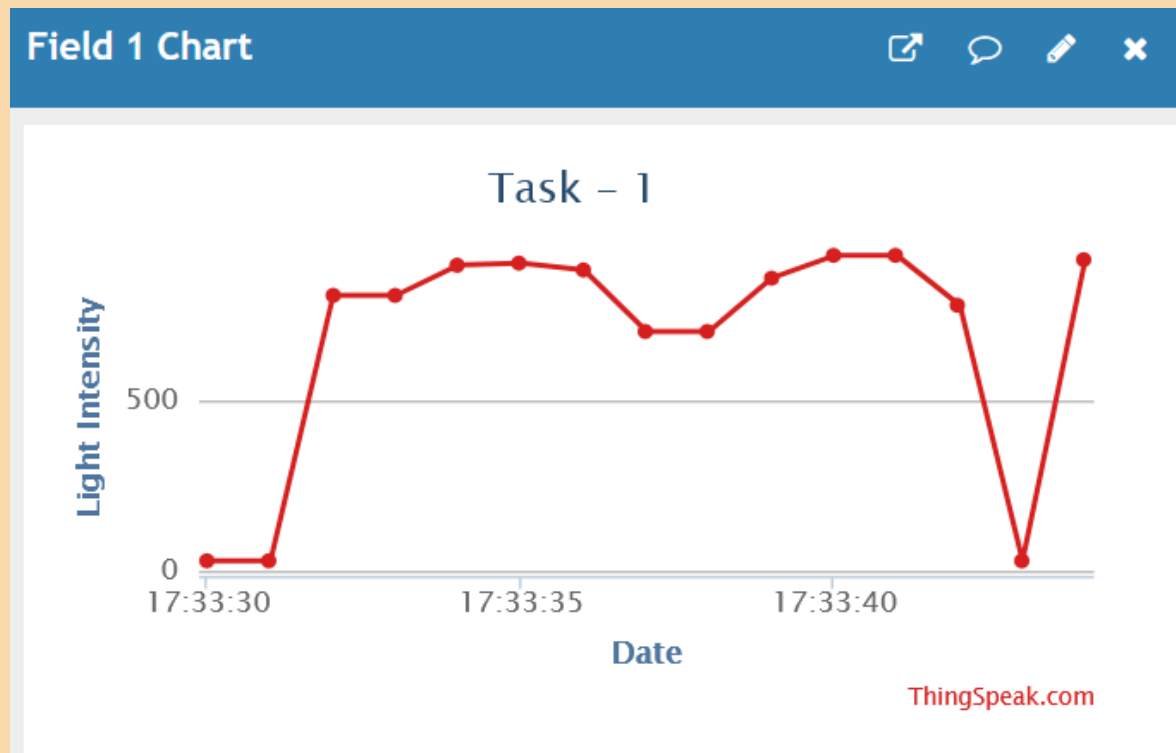 Field 1 Chart
Task - 1
Light Intensity
500
0
17:33:30 17:33:35 17:33:40
Date
ThingSpeak.com